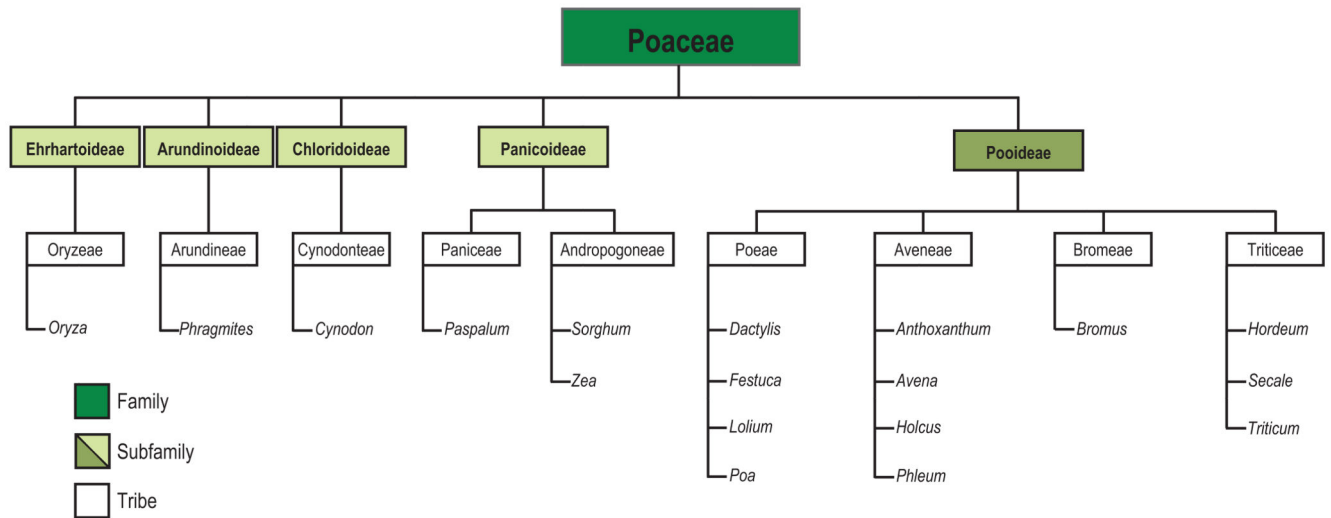 Poaceae
Ehrhartoideae
Arundinoideae
Chloridoideae
Panicoideae
Pooideae
Oryzeae
Arundineae
Cynodonteae
Paniceae
Andropogoneae
Poeae
Aveneae
Bromeae
Triticeae
Oryza
Phragmites
Cynodon
Paspalum
Sorghum
Dactylis
Anthoxanthum
Bromus
Hordeum
Zea
Festuca
Avena
Secale
Lolium
Holcus
Triticum
Poa
Phleum
Family
Subfamily
Tribe